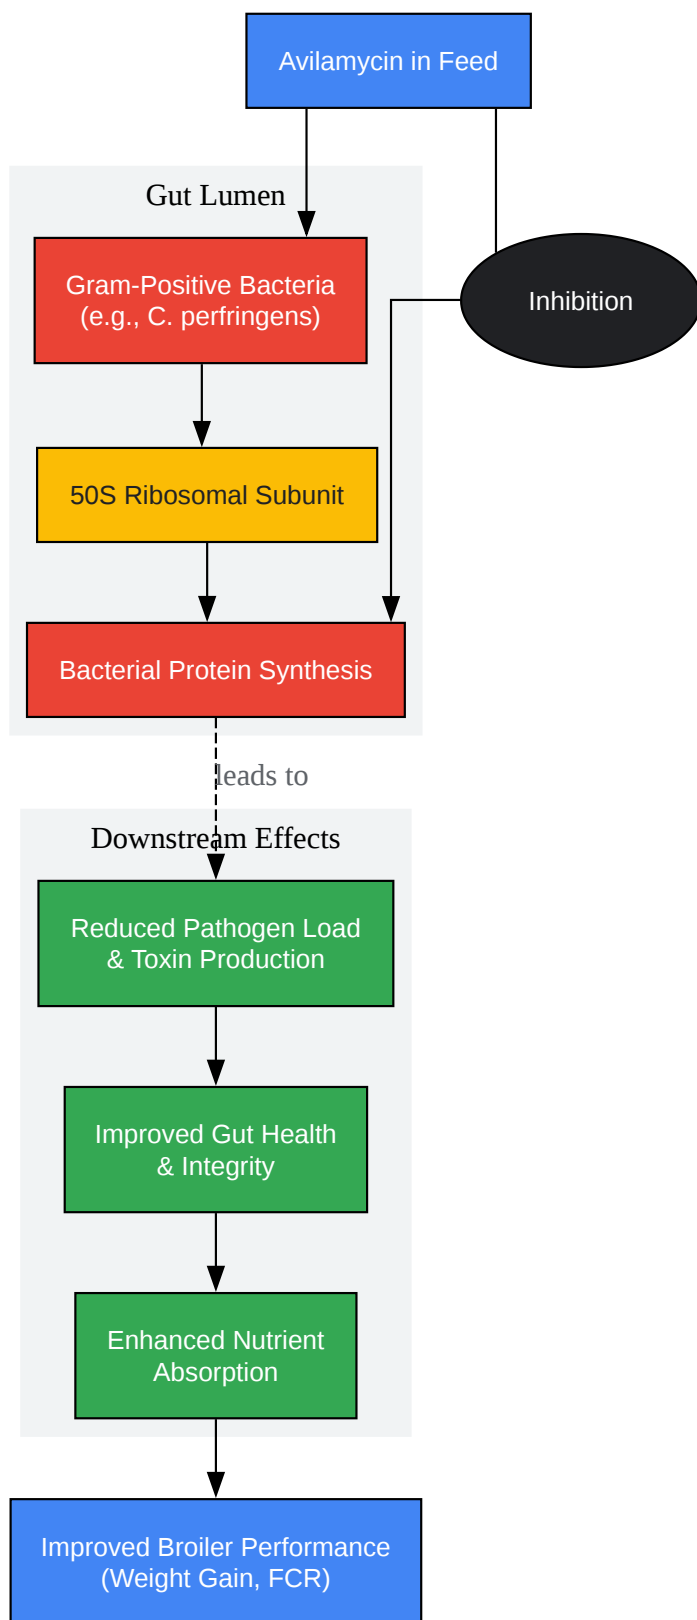 Avilamycin in Feed
Gut Lumen
Gram-Positive Bacteria
(e.g., C. perfringens)
Inhibition
50S Ribosomal Subunit
Bacterial Protein Synthesis
leads to
Downstream Effects
Reduced Pathogen Load
& Toxin Production
Improved Gut Health
& Integrity
Enhanced Nutrient
Absorption
Improved Broiler Performance
(Weight Gain, FCR)